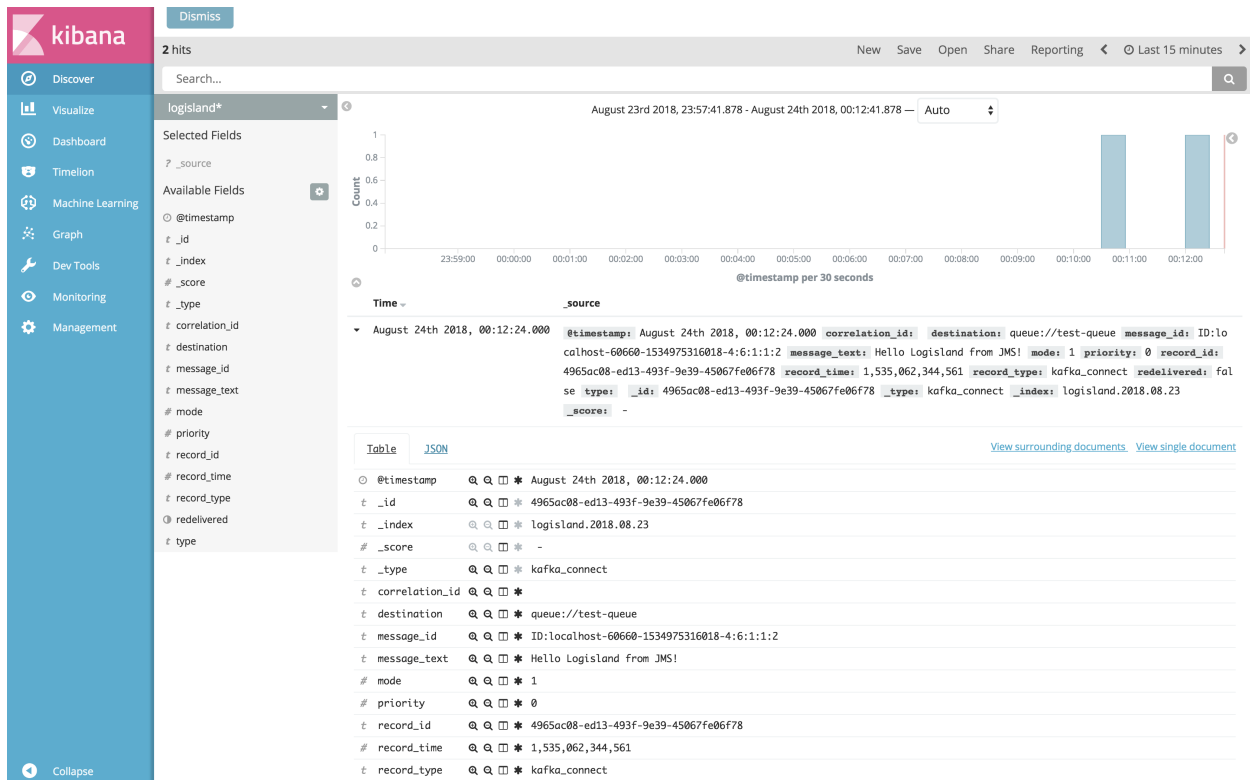 kibana
Discover
Visualize
Dashboard
Timelion
Machine Learning
Graph
Dev Tools
Monitoring
Management
Collapse
Dismiss
2 hits
New Save Open Share Reporting Last 15 minutes
Search...
logisland*
Selected Fields
? _source
Available Fields
@timestamp
t _id
t _index
# _score
t _type
t correlation_id
t destination
t message_id
t message_text
# mode
# priority
t record_id
# record_time
t record_type
redelivered
t type
August 23rd 2018, 23:57:41.878 - August 24th 2018, 00:12:41.878 — Auto
Count
1
0.8
0.6
0.4
0.2
0
23:59:00 00:00:00 00:01:00 00:02:00 00:03:00 00:04:00 00:05:00 00:06:00 00:07:00 00:08:00 00:09:00 00:10:00 00:11:00 00:12:00
@timestamp per 30 seconds
Time _source
August 24th 2018, 00:12:24.000 @timestamp: August 24th 2018, 00:12:24.000 correlation_id: destination: queue://test-queue message_id: ID:lo
calhost-60660-1534975316018-4:6:1:1:2 message_text: Hello Logisland from JMS! mode: 1 priority: 0 record_id:
4965ac08-ed13-493f-9e39-45067fe06f78 record_time: 1,535,062,344,561 record_type: kafka_connect redelivered: fal
se type: _id: 4965ac08-ed13-493f-9e39-45067fe06f78 _type: kafka_connect _index: logisland.2018.08.23
_score: -
Table JSON View surrounding documents View single document
@timestamp August 24th 2018, 00:12:24.000
t _id 4965ac08-ed13-493f-9e39-45067fe06f78
t _index logisland.2018.08.23
# _score -
t _type kafka_connect
t correlation_id
t destination queue://test-queue
t message_id ID:localhost-60660-1534975316018-4:6:1:1:2
t message_text Hello Logisland from JMS!
# mode 1
# priority 0
t record_id 4965ac08-ed13-493f-9e39-45067fe06f78
# record_time 1,535,062,344,561
t record_type kafka_connect